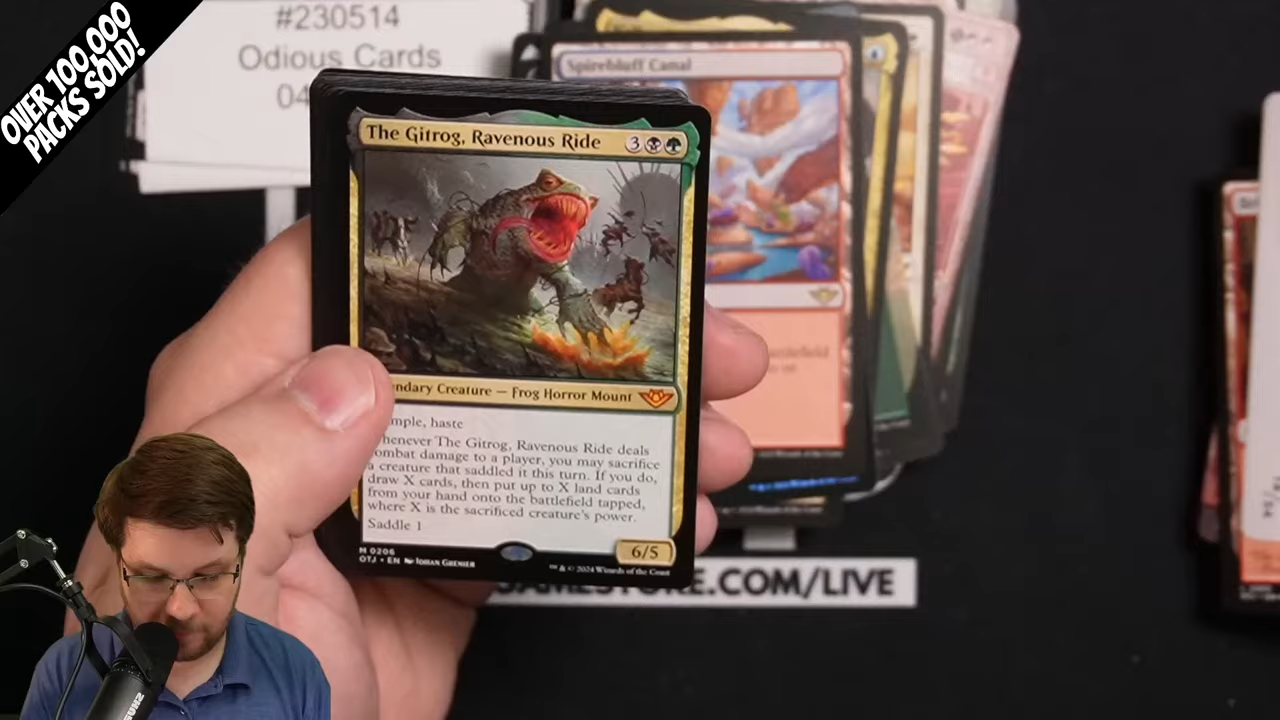 OVER 100,000
PACKS SOLD!
#230514
Odious Cards
04
Spirebluff Canal
The Gitrog, Ravenous Ride 3
ndary Creature — Frog Horror Mount
mple, haste
henever The Gitrog, Ravenous Ride deals
ombat damage to a player, you may sacrifice
a creature that saddled it this turn. If you do,
draw X cards, then put up to X land cards
from your hand onto the battlefield tapped,
where X is the sacrificed creature's power.
Saddle 1
6/5
M 0206
OTJ • EN Johan Grenier
™ & © 2024 Wizards of the Coast
GAMESTORE.COM/LIVE